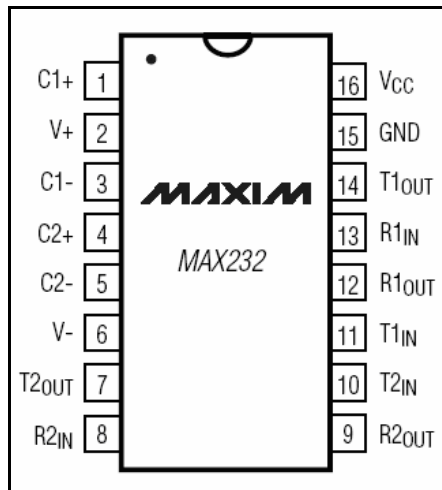 C1+ 1 16 VCC
V+ 2 15 GND
C1- 3 14 T1OUT
MAXIM
C2+ 4 13 R1IN
MAX232
C2- 5 12 R1OUT
V- 6 11 T1IN
T2OUT 7 10 T2IN
R2IN 8 9 R2OUT